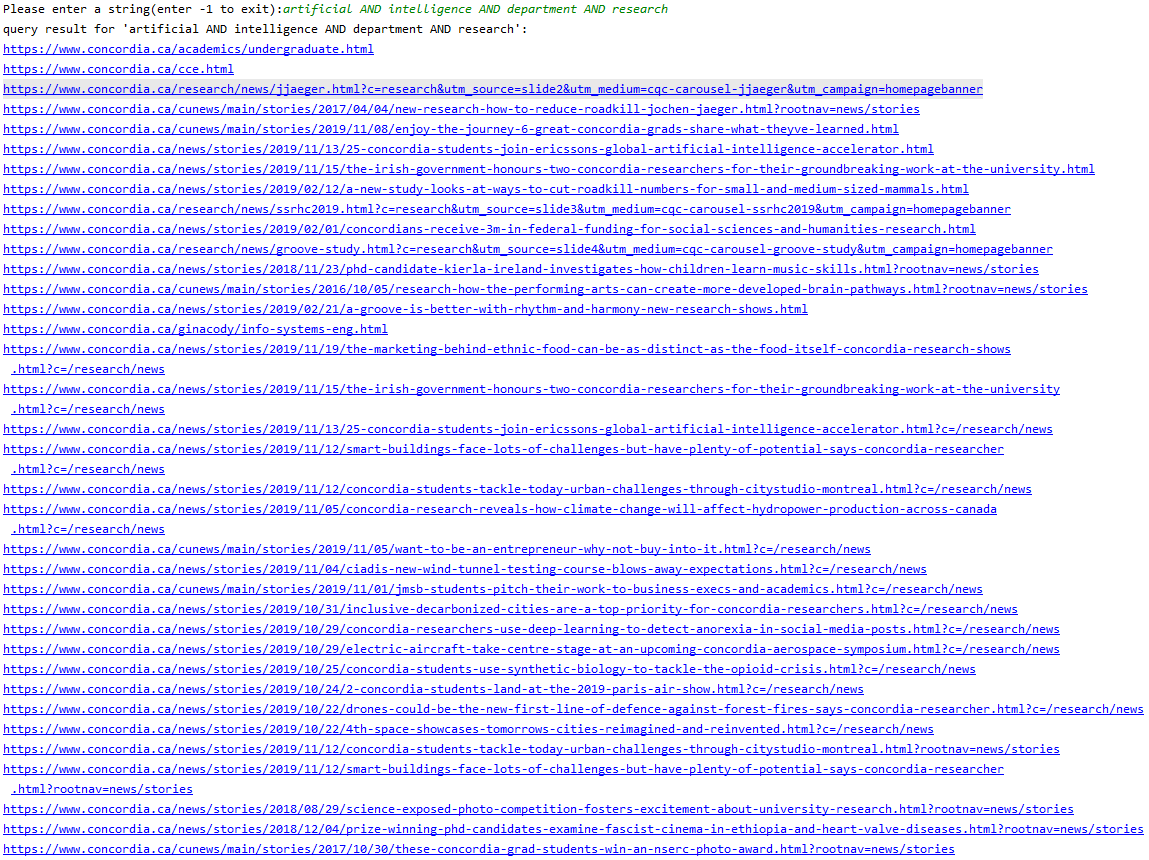 Please enter a string(enter -1 to exit):artificial AND intelligence AND department AND research
query result for 'artificial AND intelligence AND department AND research':
https://www.concordia.ca/academics/undergraduate.html
https://www.concordia.ca/cce.html
https://www.concordia.ca/research/news/jjaeger.html?c=research&utm_source=slide2&utm_medium=cqc-carousel-jjaeger&utm_campaign=homepagebanner
https://www.concordia.ca/cunews/main/stories/2017/04/04/new-research-how-to-reduce-roadkill-jochen-jaeger.html?rootnav=news/stories
https://www.concordia.ca/cunews/main/stories/2019/11/08/enjoy-the-journey-6-great-concordia-grads-share-what-theyve-learned.html
https://www.concordia.ca/news/stories/2019/11/13/25-concordia-students-join-ericssons-global-artificial-intelligence-accelerator.html
https://www.concordia.ca/news/stories/2019/11/15/the-irish-government-honours-two-concordia-researchers-for-their-groundbreaking-work-at-the-university.html
https://www.concordia.ca/news/stories/2019/02/12/a-new-study-looks-at-ways-to-cut-roadkill-numbers-for-small-and-medium-sized-mammals.html
https://www.concordia.ca/research/news/ssrhc2019.html?c=research&utm_source=slide3&utm_medium=cqc-carousel-ssrhc2019&utm_campaign=homepagebanner
https://www.concordia.ca/news/stories/2019/02/01/concordians-receive-3m-in-federal-funding-for-social-sciences-and-humanities-research.html
https://www.concordia.ca/research/news/groove-study.html?c=research&utm_source=slide4&utm_medium=cqc-carousel-groove-study&utm_campaign=homepagebanner
https://www.concordia.ca/news/stories/2018/11/23/phd-candidate-kierla-ireland-investigates-how-children-learn-music-skills.html?rootnav=news/stories
https://www.concordia.ca/cunews/main/stories/2016/10/05/research-how-the-performing-arts-can-create-more-developed-brain-pathways.html?rootnav=news/stories
https://www.concordia.ca/news/stories/2019/02/21/a-groove-is-better-with-rhythm-and-harmony-new-research-shows.html
https://www.concordia.ca/ginacody/info-systems-eng.html
https://www.concordia.ca/news/stories/2019/11/19/the-marketing-behind-ethnic-food-can-be-as-distinct-as-the-food-itself-concordia-research-shows
.html?c=/research/news
https://www.concordia.ca/news/stories/2019/11/15/the-irish-government-honours-two-concordia-researchers-for-their-groundbreaking-work-at-the-university
.html?c=/research/news
https://www.concordia.ca/news/stories/2019/11/13/25-concordia-students-join-ericssons-global-artificial-intelligence-accelerator.html?c=/research/news
https://www.concordia.ca/news/stories/2019/11/12/smart-buildings-face-lots-of-challenges-but-have-plenty-of-potential-says-concordia-researcher
.html?c=/research/news
https://www.concordia.ca/news/stories/2019/11/12/concordia-students-tackle-today-urban-challenges-through-citystudio-montreal.html?c=/research/news
https://www.concordia.ca/news/stories/2019/11/05/concordia-research-reveals-how-climate-change-will-affect-hydropower-production-across-canada
.html?c=/research/news
https://www.concordia.ca/cunews/main/stories/2019/11/05/want-to-be-an-entrepreneur-why-not-buy-into-it.html?c=/research/news
https://www.concordia.ca/news/stories/2019/11/04/ciadis-new-wind-tunnel-testing-course-blows-away-expectations.html?c=/research/news
https://www.concordia.ca/cunews/main/stories/2019/11/01/jmsb-students-pitch-their-work-to-business-execs-and-academics.html?c=/research/news
https://www.concordia.ca/news/stories/2019/10/31/inclusive-decarbonized-cities-are-a-top-priority-for-concordia-researchers.html?c=/research/news
https://www.concordia.ca/news/stories/2019/10/29/concordia-researchers-use-deep-learning-to-detect-anorexia-in-social-media-posts.html?c=/research/news
https://www.concordia.ca/news/stories/2019/10/29/electric-aircraft-take-centre-stage-at-an-upcoming-concordia-aerospace-symposium.html?c=/research/news
https://www.concordia.ca/news/stories/2019/10/25/concordia-students-use-synthetic-biology-to-tackle-the-opioid-crisis.html?c=/research/news
https://www.concordia.ca/news/stories/2019/10/24/2-concordia-students-land-at-the-2019-paris-air-show.html?c=/research/news
https://www.concordia.ca/news/stories/2019/10/22/drones-could-be-the-new-first-line-of-defence-against-forest-fires-says-concordia-researcher.html?c=/research/news
https://www.concordia.ca/news/stories/2019/10/22/4th-space-showcases-tomorrows-cities-reimagined-and-reinvented.html?c=/research/news
https://www.concordia.ca/news/stories/2019/11/12/concordia-students-tackle-today-urban-challenges-through-citystudio-montreal.html?rootnav=news/stories
https://www.concordia.ca/news/stories/2019/11/12/smart-buildings-face-lots-of-challenges-but-have-plenty-of-potential-says-concordia-researcher
.html?rootnav=news/stories
https://www.concordia.ca/news/stories/2018/08/29/science-exposed-photo-competition-fosters-excitement-about-university-research.html?rootnav=news/stories
https://www.concordia.ca/news/stories/2018/12/04/prize-winning-phd-candidates-examine-fascist-cinema-in-ethiopia-and-heart-valve-diseases.html?rootnav=news/stories
https://www.concordia.ca/cunews/main/stories/2017/10/30/these-concordia-grad-students-win-an-nserc-photo-award.html?rootnav=news/stories